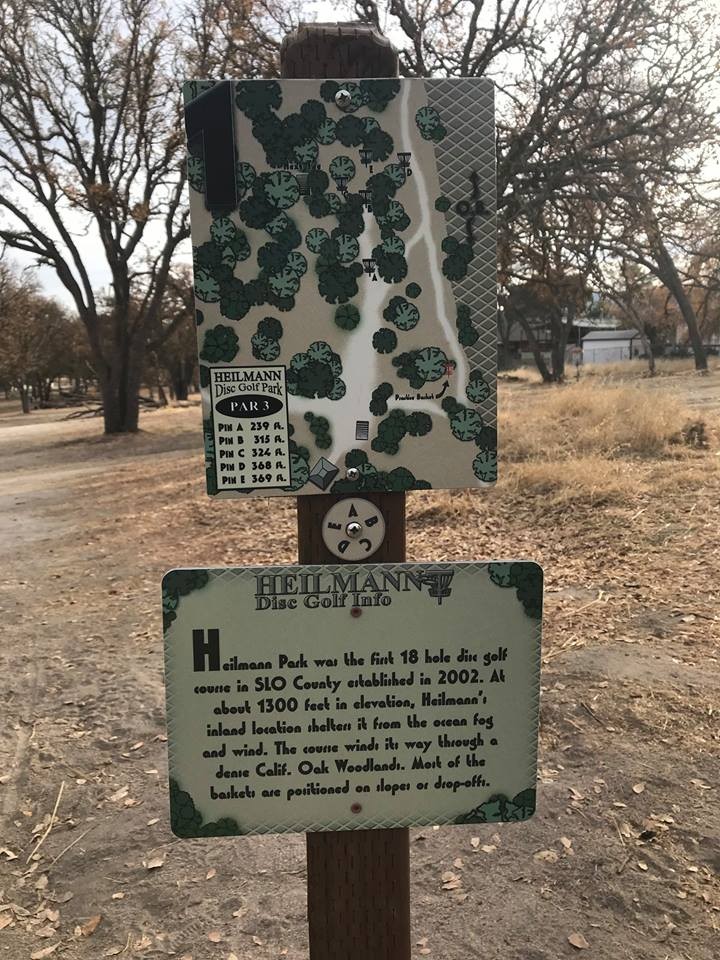 1
Next Tee
E
D
C
B
A
Practice Basket
HEILMANN
Disc Golf Park
PAR 3
PIN A 239 ft.
PIN B 315 ft.
PIN C 324 ft.
PIN D 368 ft.
PIN E 369 ft.
A
B
C
D
PIN
HEILMANN
Disc Golf Info
Heilmann Park was the first 18 hole disc golf
course in SLO County established in 2002. At
about 1300 feet in elevation, Heilmann's
inland location shelters it from the ocean fog
and wind. The course winds its way through a
dense Calif. Oak Woodlands. Most of the
baskets are positioned on slopes or drop-offs.